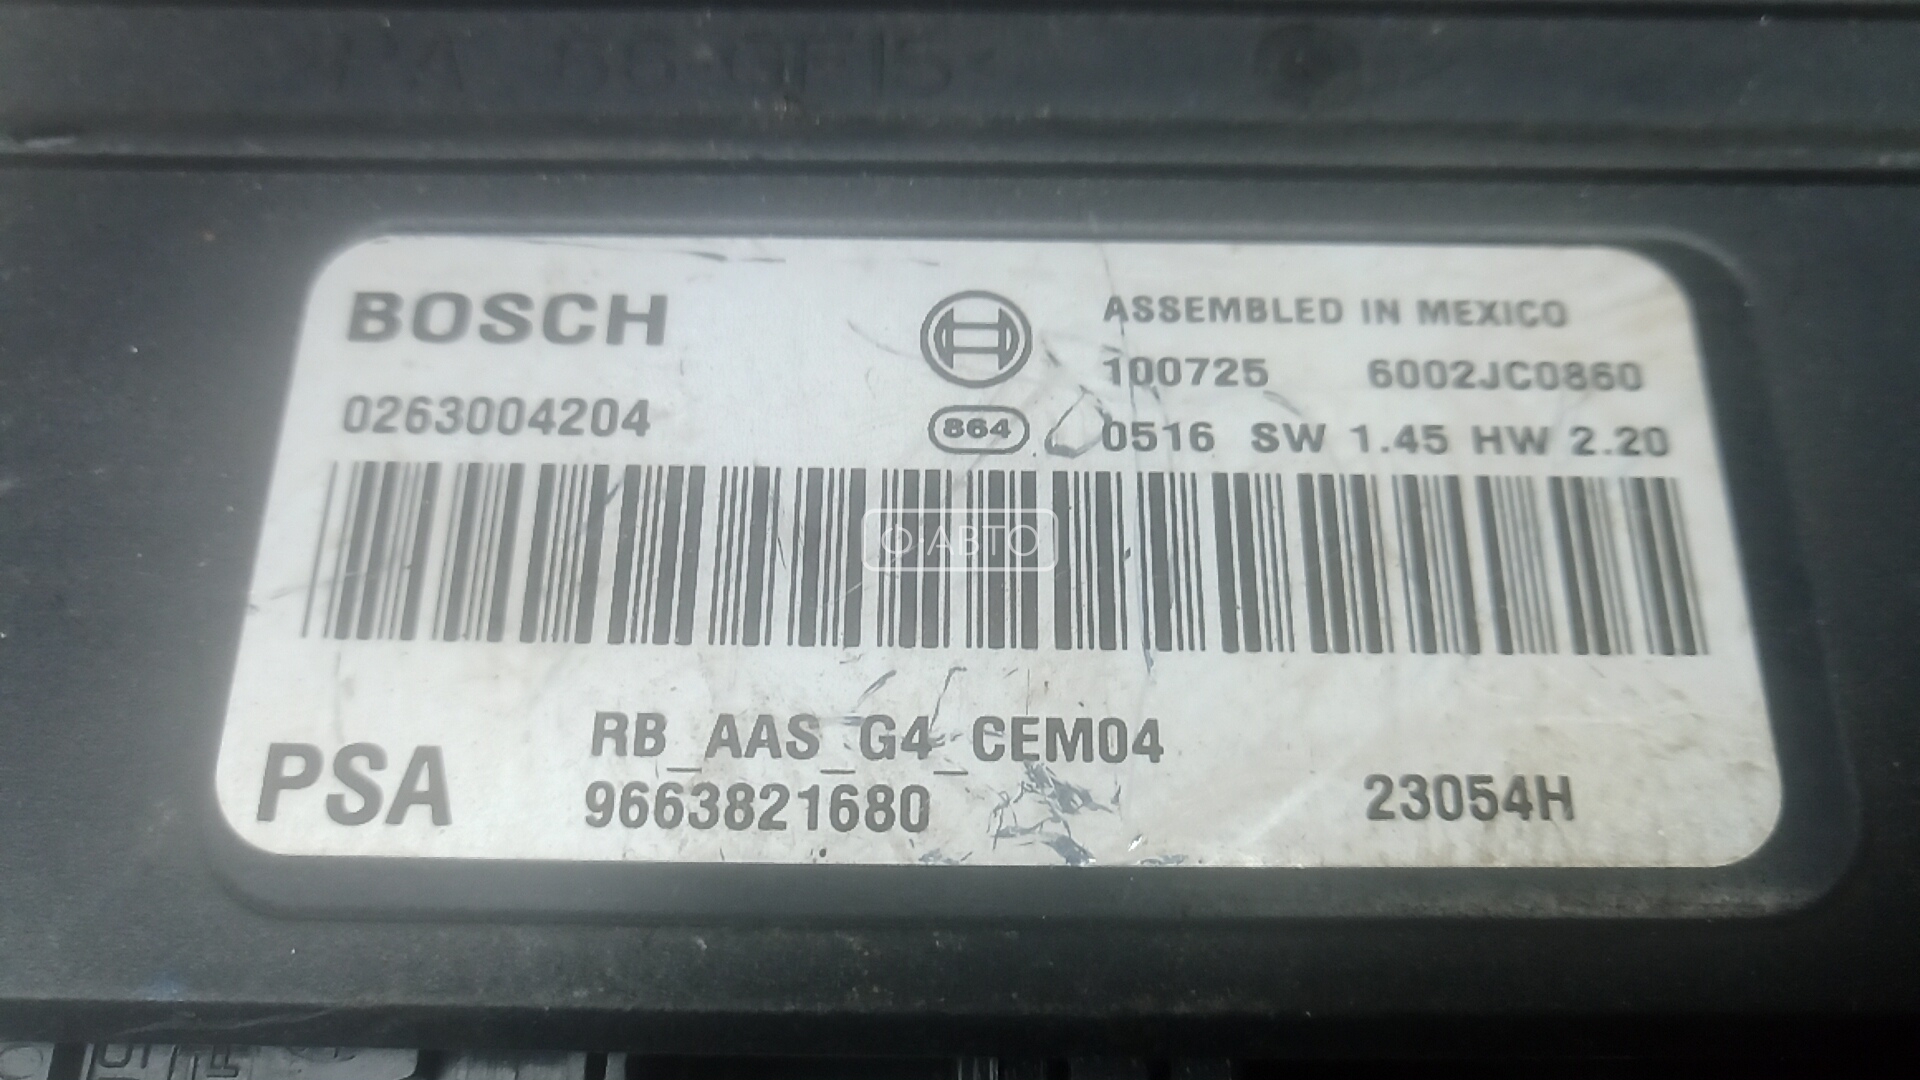 BOSCH
ASSEMBLED IN MEXICO
100725 6002JC0860
0263004204
864
0516 SW 1.45 HW 2.20
АВТО
RB_AAS_G4_CEM04
PSA
9663821680
23054H